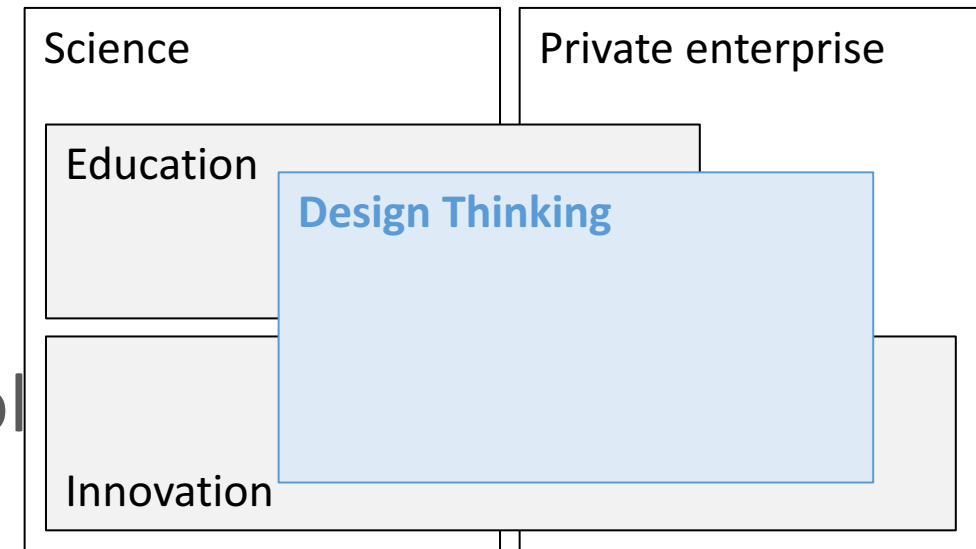 Science
Private enterprise
Education
Design Thinking
Innovation